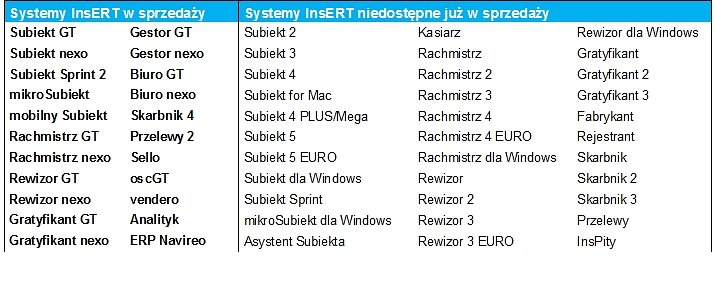 Systemy InsERT w sprzedaży Systemy InsERT niedostępne już w sprzedaży
Subiekt GT Gestor GT Subiekt 2 Kasiarz Rewizor dla Windows
Subiekt nexo Gestor nexo Subiekt 3 Rachmistrz Gratyfikant
Subiekt Sprint 2 Biuro GT Subiekt 4 Rachmistrz 2 Gratyfikant 2
mikroSubiekt Biuro nexo Subiekt for Mac Rachmistrz 3 Gratyfikant 3
mobilny Subiekt Skarbnik 4 Subiekt 4 PLUS/Mega Rachmistrz 4 Fabrykant
Rachmistrz GT Przelewy 2 Subiekt 5 Rachmistrz 4 EURO Rejestrant
Rachmistrz nexo Sello Subiekt 5 EURO Rachmistrz dla Windows Skarbnik
Rewizor GT oscGT Subiekt dla Windows Rewizor Skarbnik 2
Rewizor nexo vendero Subiekt Sprint Rewizor 2 Skarbnik 3
Gratyfikant GT Analityk mikroSubiekt dla Windows Rewizor 3 Przelewy
Gratyfikant nexo ERP Navireo Asystent Subiekta Rewizor 3 EURO InsPity